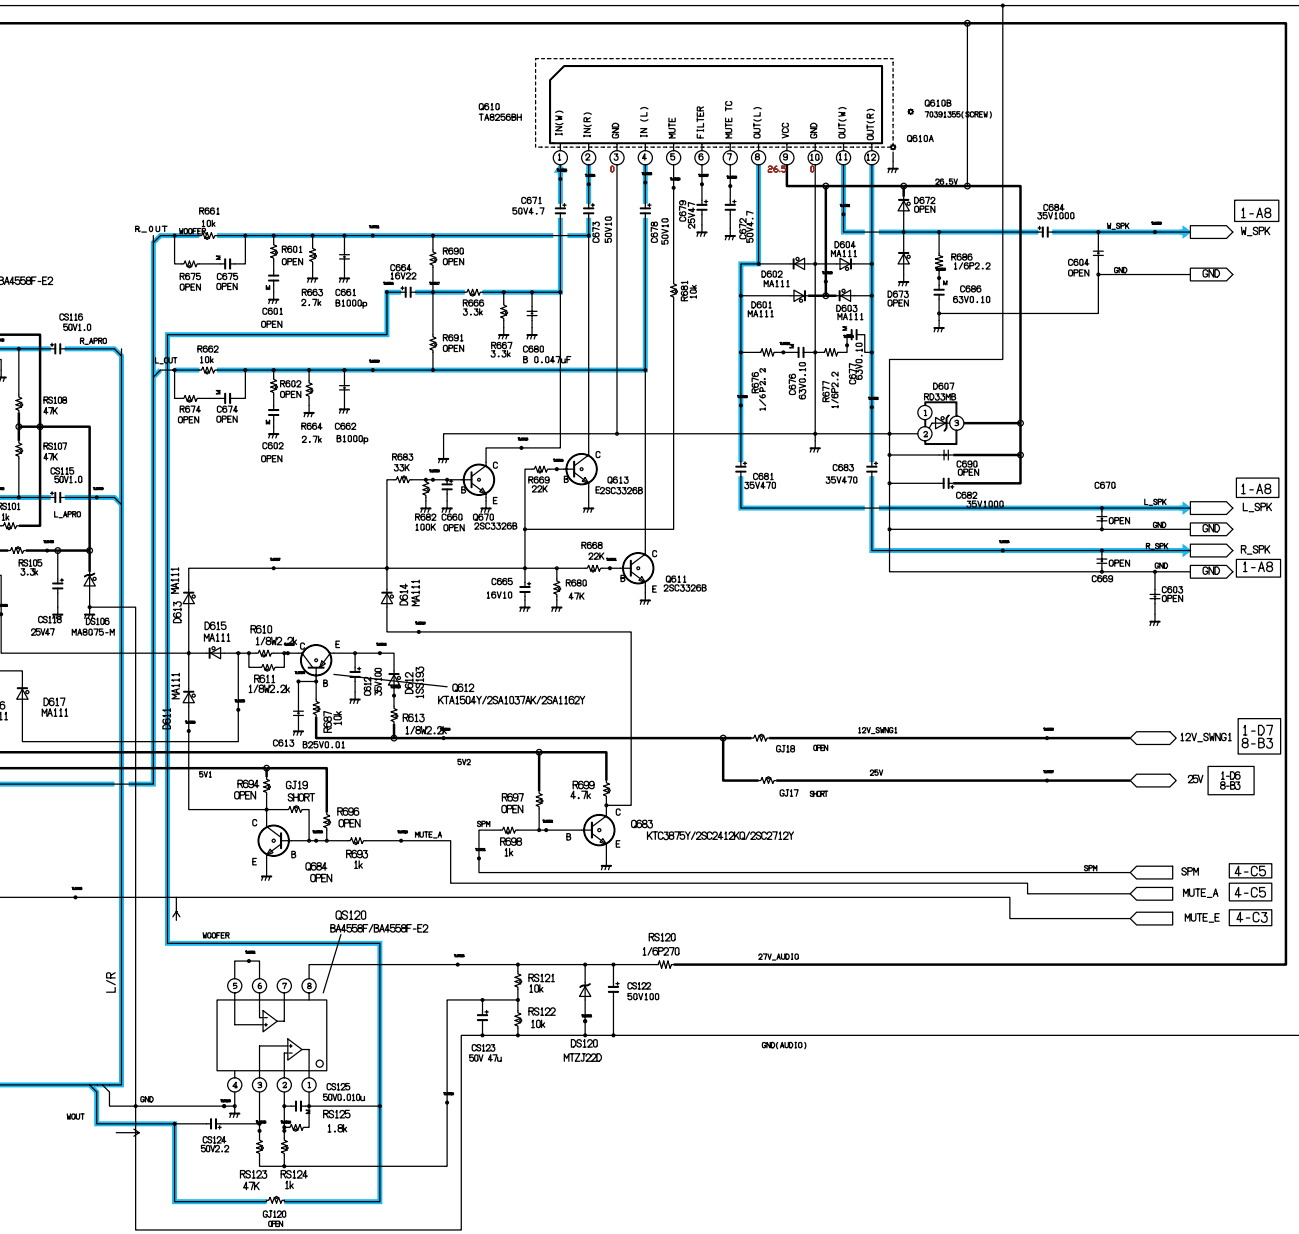 Q610
TA8256BH
IN(W)
IN(R)
GND
IN (L)
MUTE
FILTER
MUTE TC
OUT(L)
VCC
GND
OUT(W)
OUT(R)
Q610B
70391355(SCREW)
Q610A
1 2 3 4 5 6 7 8 9 10 11 12
0 26.5 0
26.5V
C671
50V4.7
C673
50V10
C678
50V10
C679
25V47
C672
50V4.7
D672
OPEN
C684
35V1000
1-A8
W_SPK
W_SPK
R661
10k
R_OUT
WOOFER
R675
OPEN
C675
OPEN
R601
OPEN
C601
OPEN
R663
2.7k
C661
B1000p
C664
16V22
R690
OPEN
R666
3.3k
R691
OPEN
R667
3.3k
C680
B 0.047uF
R681
10k
D604
MA111
D602
MA111
D601
MA111
D603
MA111
D673
OPEN
R686
1/6P2.2
C686
63V0.10
C604
OPEN
GND
GND
BA4558F-E2
CS116
50V1.0
R_APRO
L_OUT
R662
10k
R674
OPEN
C674
OPEN
R602
OPEN
C602
OPEN
R664
2.7k
C662
B1000p
R676
1/6P2.2
C676
63V0.10
R677
1/6P2.2
C677
63V0.10
D607
RD33MB
1
2
3
RS108
47K
RS107
47K
CS115
50V1.0
L_APRO
RS101
1k
RS105
3.3k
CS118
25V47
DS106
MA8075-M
R683
33K
R682
100K
C660
OPEN
Q670
2SC3326B
R669
22K
Q613
2SC3326B
C681
35V470
C683
35V470
C690
OPEN
C682
35V1000
C670
OPEN
L_SPK
GND
R_SPK
GND
C669
OPEN
C603
OPEN
1-A8
L_SPK
GND
R_SPK
GND
1-A8
R668
22K
C665
16V10
R680
47K
Q611
2SC3326B
D613
MA111
D614
MA111
D615
MA111
D611
MA111
D617
MA111
R610
1/8W2.2k
R611
1/8W2.2k
C613
B25V0.01
R687
10k
C612
35V100
D612
1SS193
R613
1/8W2.2k
Q612
KTA1504Y/2SA1037AK/2SA1162Y
GJ18
OPEN
12V_SWNG1
12V_SWNG1
1-D7
8-B3
GJ17
SHORT
25V
25V
1-D6
8-B3
5V1
5V2
R694
OPEN
GJ19
SHORT
R696
OPEN
R693
1k
Q684
OPEN
MUTE_A
SPM
R697
OPEN
R698
1k
R699
4.7k
Q683
KTC3875Y/2SC2412KQ/2SC2712Y
SPM
SPM
4-C5
MUTE_A
4-C5
MUTE_E
4-C3
QS120
BA4558F/BA4558F-E2
WOOFER
L/R
5 6 7 8
4 3 2 1
RS120
1/6P270
27V_AUDIO
RS121
10k
RS122
10k
CS122
50V100
DS120
MTZJ22D
CS123
50V 47u
GND(AUDIO)
GND
WOUT
CS125
50V0.010u
RS125
1.8k
CS124
50V2.2
RS123
47K
RS124
1k
GJ120
OPEN